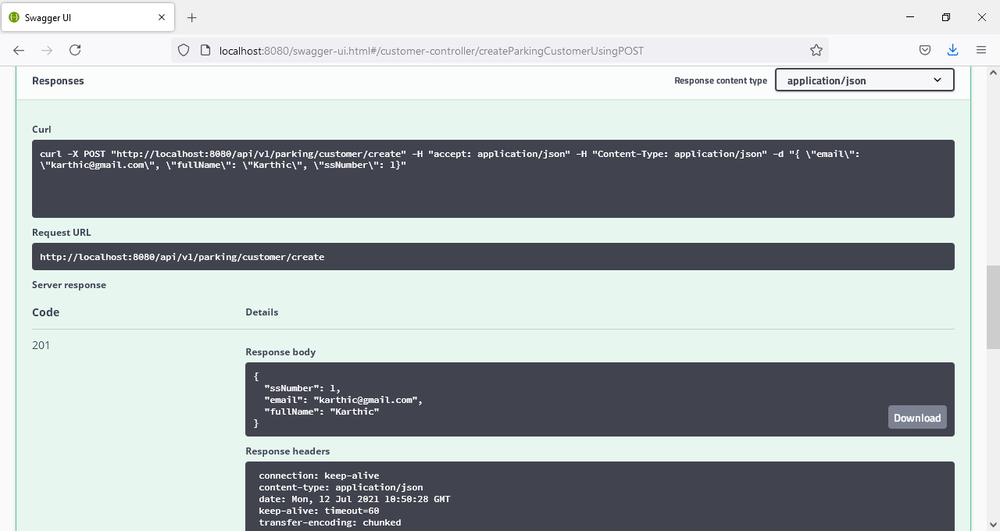 Swagger UI
localhost:8080/swagger-ui.html#/customer-controller/createParkingCustomerUsingPOST
Responses
Response content type
application/json
Curl
curl -X POST "http://localhost:8080/api/v1/parking/customer/create" -H "accept: application/json" -H "Content-Type: application/json" -d "{ \"email\":
\"karthic@gmail.com\", \"fullName\": \"Karthic\", \"ssNumber\": 1}"
Request URL
http://localhost:8080/api/v1/parking/customer/create
Server response
Code
Details
201
Response body
{
"ssNumber": 1,
"email": "karthic@gmail.com",
"fullName": "Karthic"
}
Download
Response headers
connection: keep-alive
content-type: application/json
date: Mon, 12 Jul 2021 10:50:28 GMT
keep-alive: timeout=60
transfer-encoding: chunked